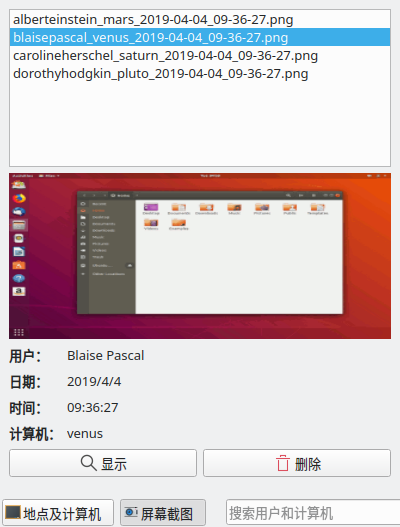 alberteinstein_mars_2019-04-04_09-36-27.png
blaisepascal_venus_2019-04-04_09-36-27.png
carolineherschel_saturn_2019-04-04_09-36-27.png
dorothyhodgkin_pluto_2019-04-04_09-36-27.png
用户： Blaise Pascal
日期： 2019/4/4
时间： 09:36:27
计算机： venus
显示 删除
地点及计算机 屏幕截图 搜索用户和计算机